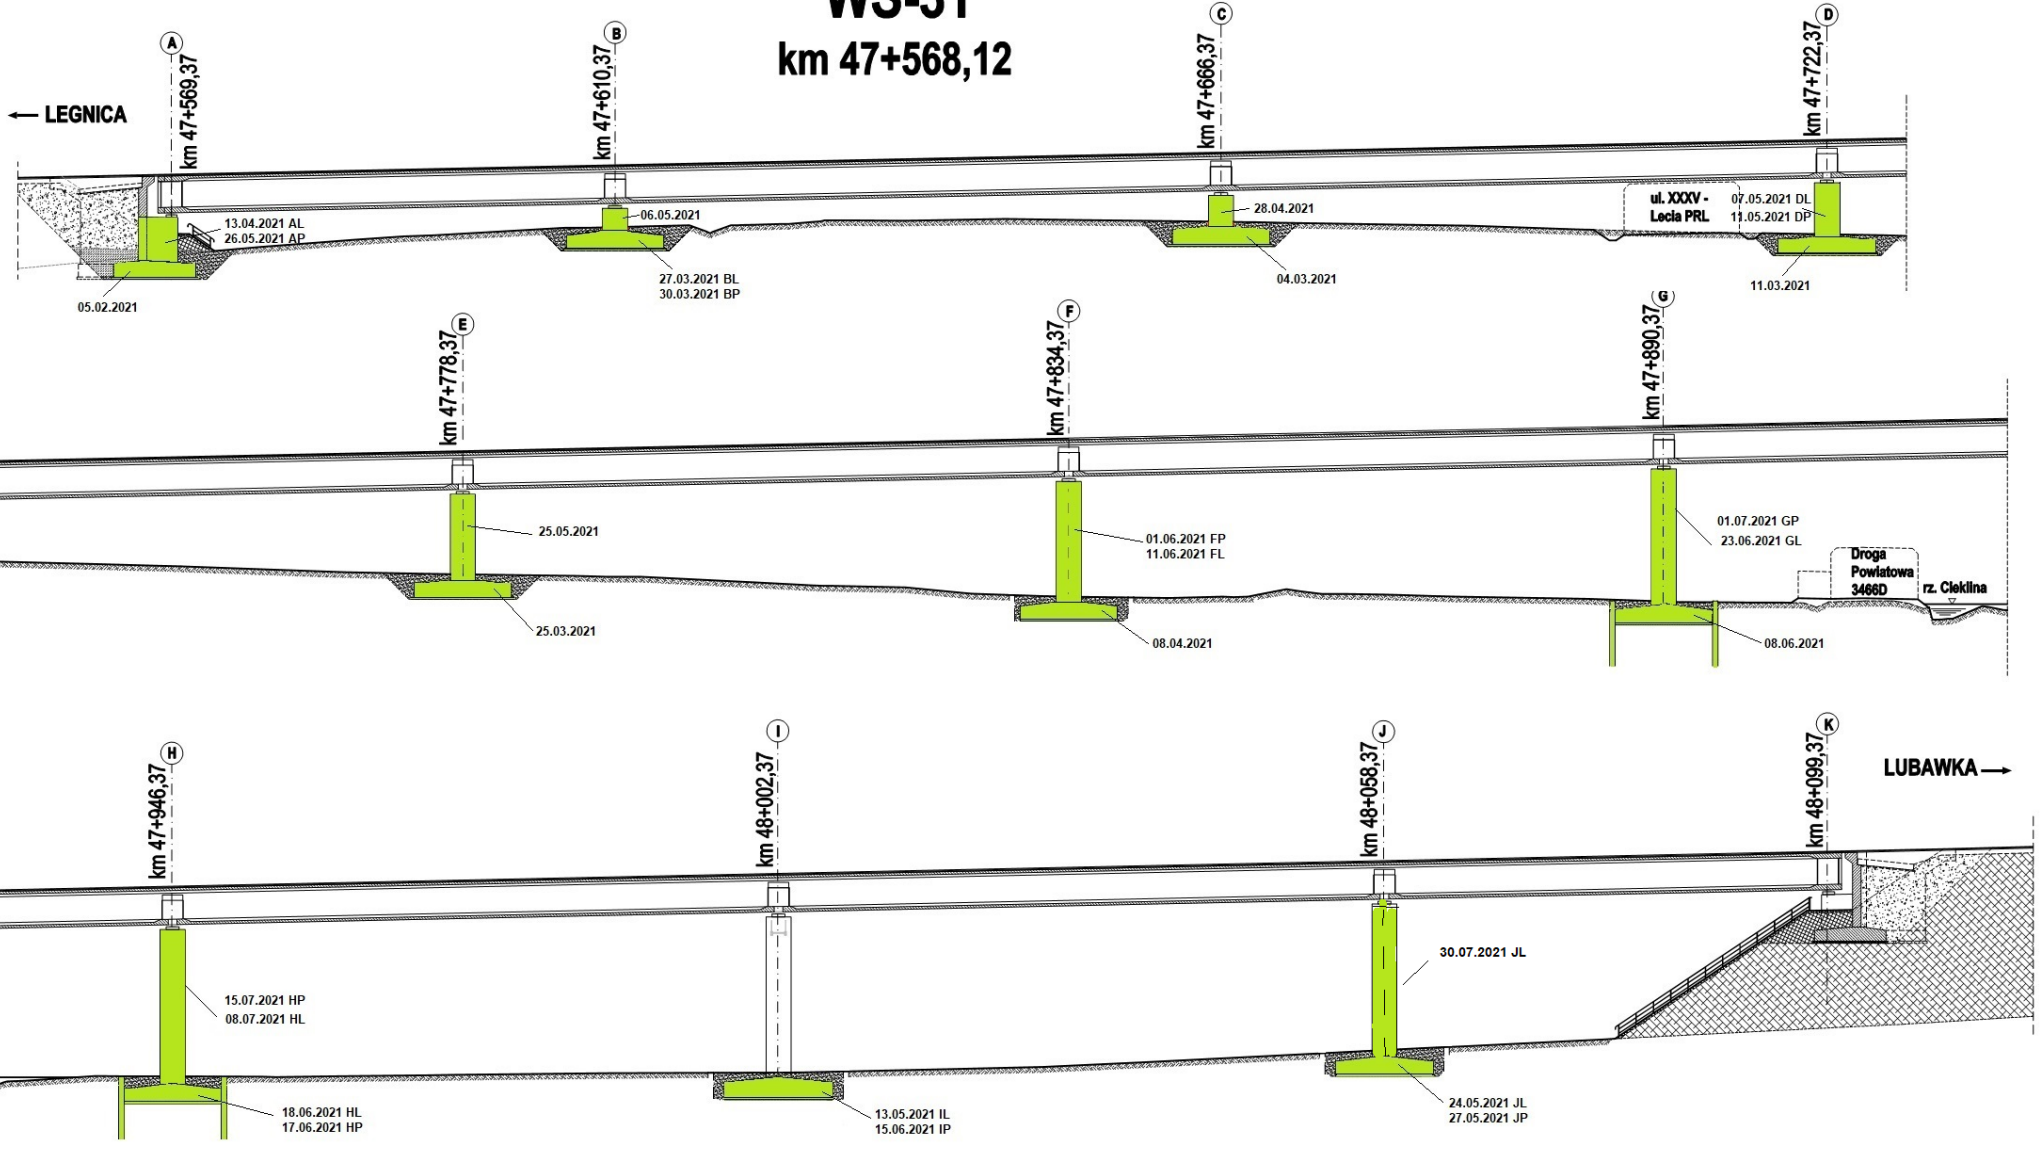 WS-31
km 47+568,12
← LEGNICA
A
km 47+569,37
B
km 47+610,37
C
km 47+666,37
D
km 47+722,37
13.04.2021 AL
26.05.2021 AP
05.02.2021
06.05.2021
27.03.2021 BL
30.03.2021 BP
28.04.2021
04.03.2021
ul. XXXV -
Lecia PRL
07.05.2021 DL
11.05.2021 DP
11.03.2021
E
km 47+778,37
F
km 47+834,37
G
km 47+890,37
25.05.2021
25.03.2021
01.06.2021 FP
11.06.2021 FL
08.04.2021
01.07.2021 GP
23.06.2021 GL
08.06.2021
Droga
Powiatowa
3466D
rz. Cieklina
H
km 47+946,37
I
km 48+002,37
J
km 48+058,37
K
km 48+099,37
LUBAWKA →
15.07.2021 HP
08.07.2021 HL
18.06.2021 HL
17.06.2021 HP
13.05.2021 IL
15.06.2021 IP
30.07.2021 JL
24.05.2021 JL
27.05.2021 JP